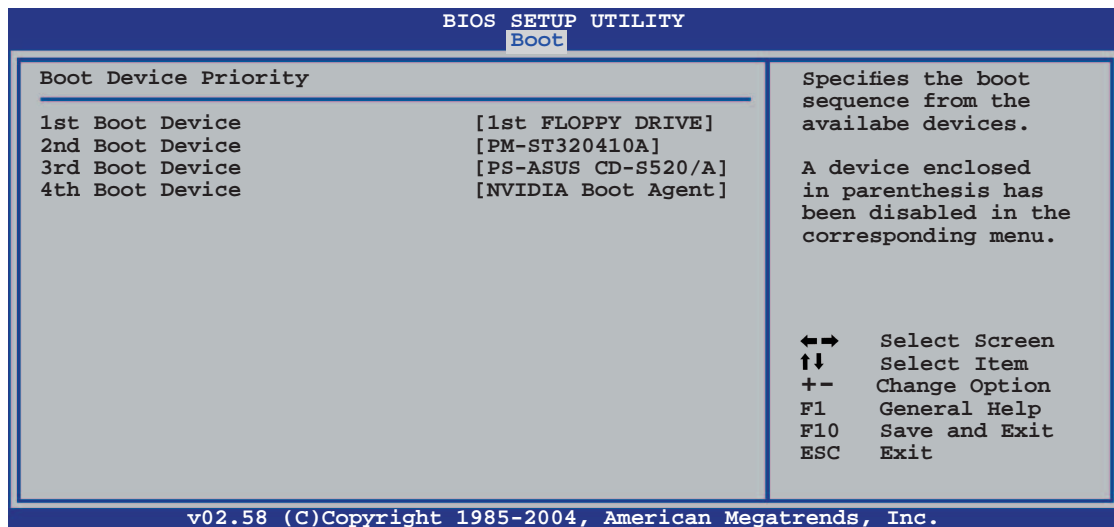 BIOS SETUP UTILITY
Boot
Boot Device Priority
1st Boot Device [1st FLOPPY DRIVE]
2nd Boot Device [PM-ST320410A]
3rd Boot Device [PS-ASUS CD-S520/A]
4th Boot Device [NVIDIA Boot Agent]
Specifies the boot
sequence from the
availabe devices.
A device enclosed
in parenthesis has
been disabled in the
corresponding menu.
←→ Select Screen
↑↓ Select Item
+- Change Option
F1 General Help
F10 Save and Exit
ESC Exit
v02.58 (C)Copyright 1985-2004, American Megatrends, Inc.